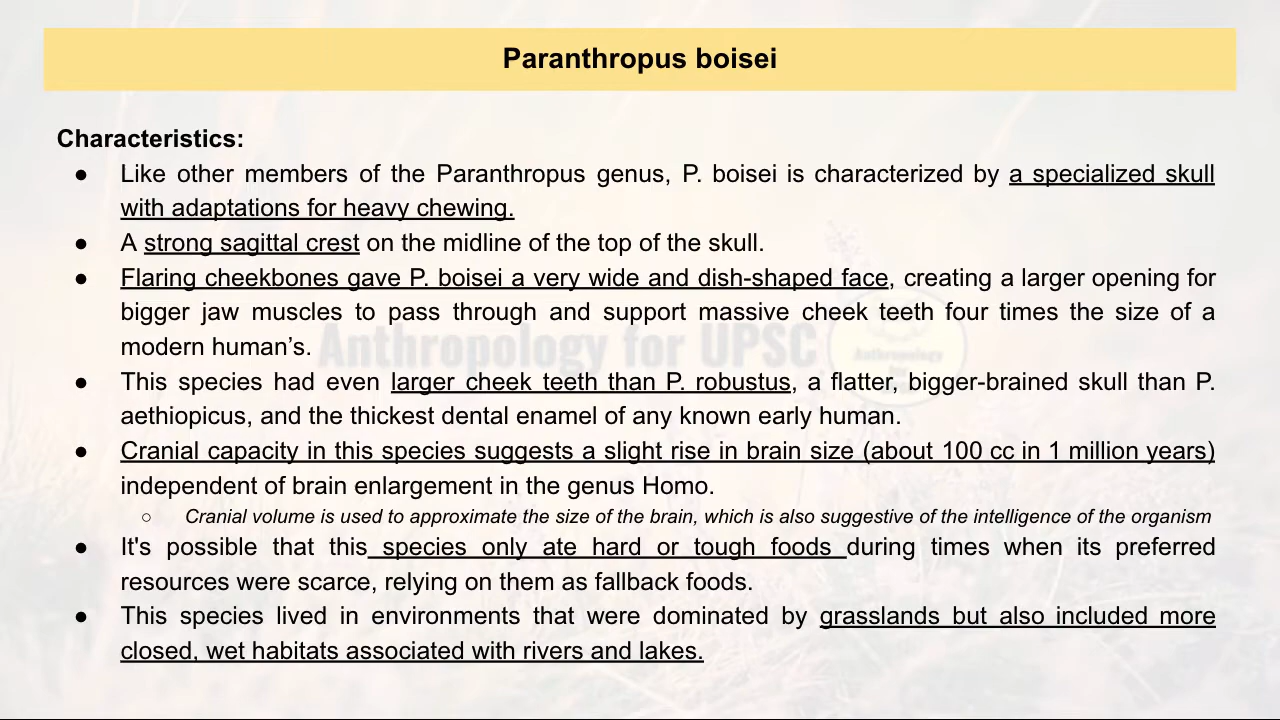 Paranthropus boisei
Characteristics:
● Like other members of the Paranthropus genus, P. boisei is characterized by a specialized skull
with adaptations for heavy chewing.
● A strong sagittal crest on the midline of the top of the skull.
● Flaring cheekbones gave P. boisei a very wide and dish-shaped face, creating a larger opening for
bigger jaw muscles to pass through and support massive cheek teeth four times the size of a
modern human’s.
Anthropology for UPSC
Anthropology
● This species had even larger cheek teeth than P. robustus, a flatter, bigger-brained skull than P.
aethiopicus, and the thickest dental enamel of any known early human.
● Cranial capacity in this species suggests a slight rise in brain size (about 100 cc in 1 million years)
independent of brain enlargement in the genus Homo.
○ Cranial volume is used to approximate the size of the brain, which is also suggestive of the intelligence of the organism
● It's possible that this species only ate hard or tough foods during times when its preferred
resources were scarce, relying on them as fallback foods.
● This species lived in environments that were dominated by grasslands but also included more
closed, wet habitats associated with rivers and lakes.